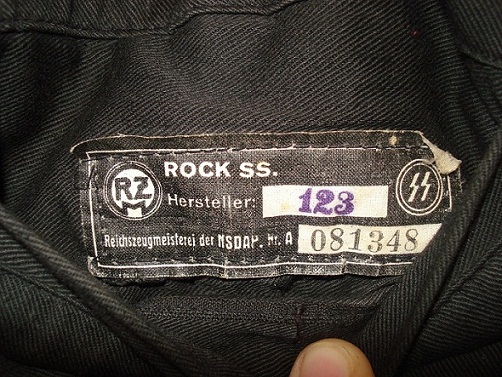 ROCK SS.
RZM
Hersteller: 123
Reichszeugmeisterei der NSDAP. Nr. A 081348